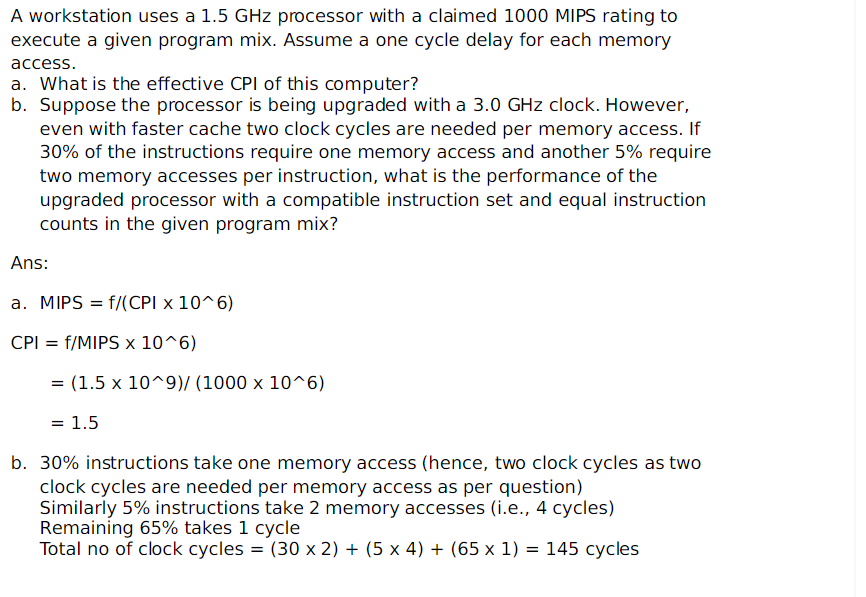 A workstation uses a 1.5 GHz processor with a claimed 1000 MIPS rating to
execute a given program mix. Assume a one cycle delay for each memory
access.
a. What is the effective CPI of this computer?
b. Suppose the processor is being upgraded with a 3.0 GHz clock. However,
even with faster cache two clock cycles are needed per memory access. If
30% of the instructions require one memory access and another 5% require
two memory accesses per instruction, what is the performance of the
upgraded processor with a compatible instruction set and equal instruction
counts in the given program mix?
Ans:
a. MIPS = f/(CPI x 10^6)
CPI = f/MIPS x 10^6)
= (1.5 x 10^9)/ (1000 x 10^6)
= 1.5
b. 30% instructions take one memory access (hence, two clock cycles as two
clock cycles are needed per memory access as per question)
Similarly 5% instructions take 2 memory accesses (i.e., 4 cycles)
Remaining 65% takes 1 cycle
Total no of clock cycles = (30 x 2) + (5 x 4) + (65 x 1) = 145 cycles